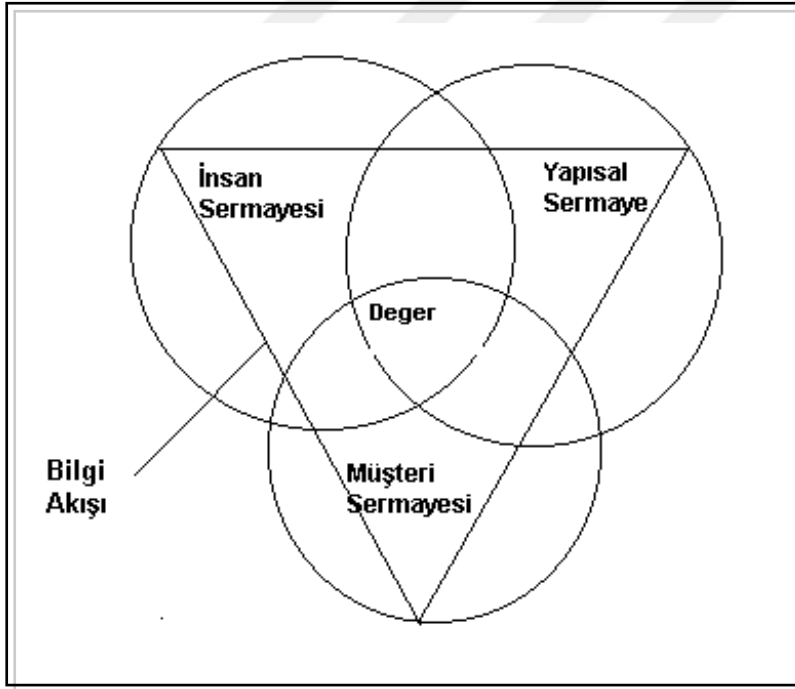 İnsan
Sermayesi
Yapısal
Sermaye
Deger
Bilgi
Akışı
Müşteri
Sermayesi